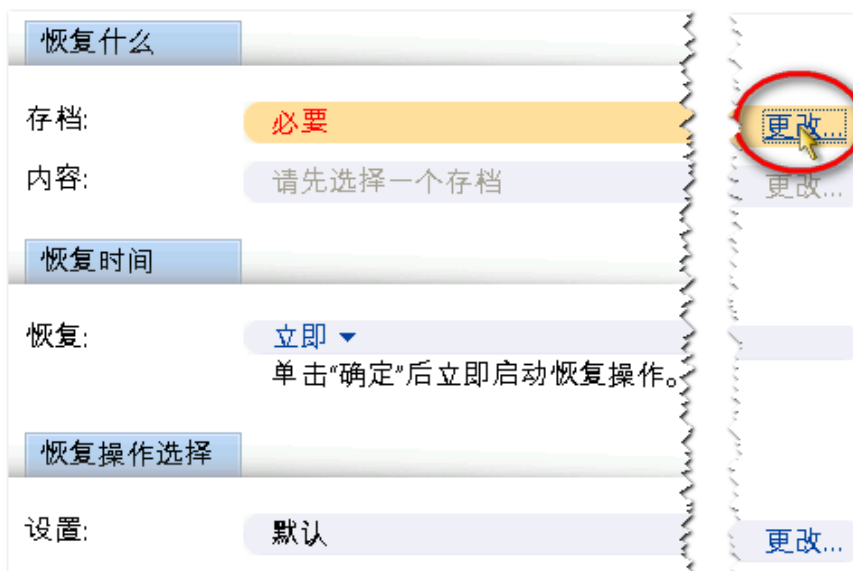 恢复什么
存档: 必要 更改...
内容: 请先选择一个存档 更改...
恢复时间
恢复: 立即
单击“确定”后立即启动恢复操作。
恢复操作选择
设置: 默认 更改...